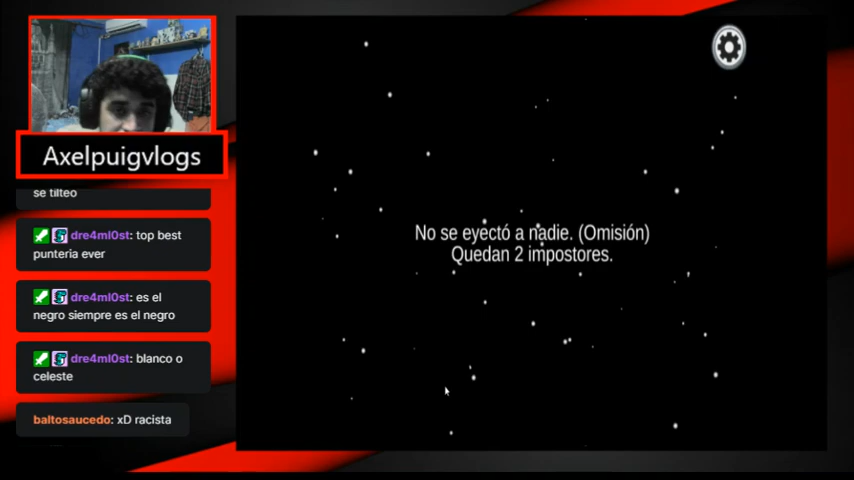 Axelpuigvlogs
se tilteo
dre4ml0st: top best
punteria ever
dre4ml0st: es el
negro siempre es el negro
dre4ml0st: blanco o
celeste
baltosaucedo: xD racista
No se eyectó a nadie. (Omisión)
Quedan 2 impostores.